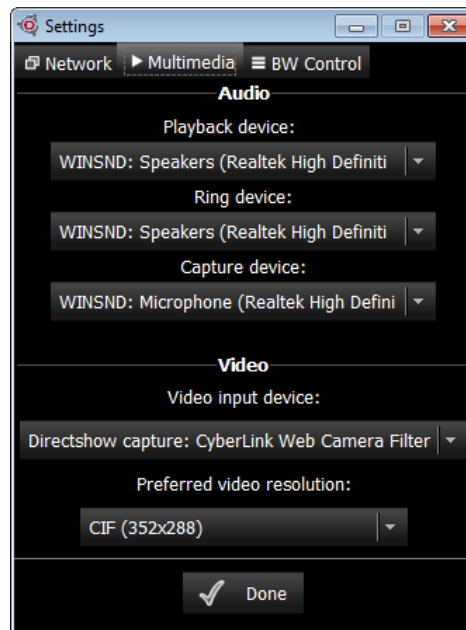 Settings
Network Multimedia BW Control
Audio
Playback device:
WINSND: Speakers (Realtek High Definiti
Ring device:
WINSND: Speakers (Realtek High Definiti
Capture device:
WINSND: Microphone (Realtek High Defini
Video
Video input device:
Directshow capture: CyberLink Web Camera Filter
Preferred video resolution:
CIF (352x288)
Done